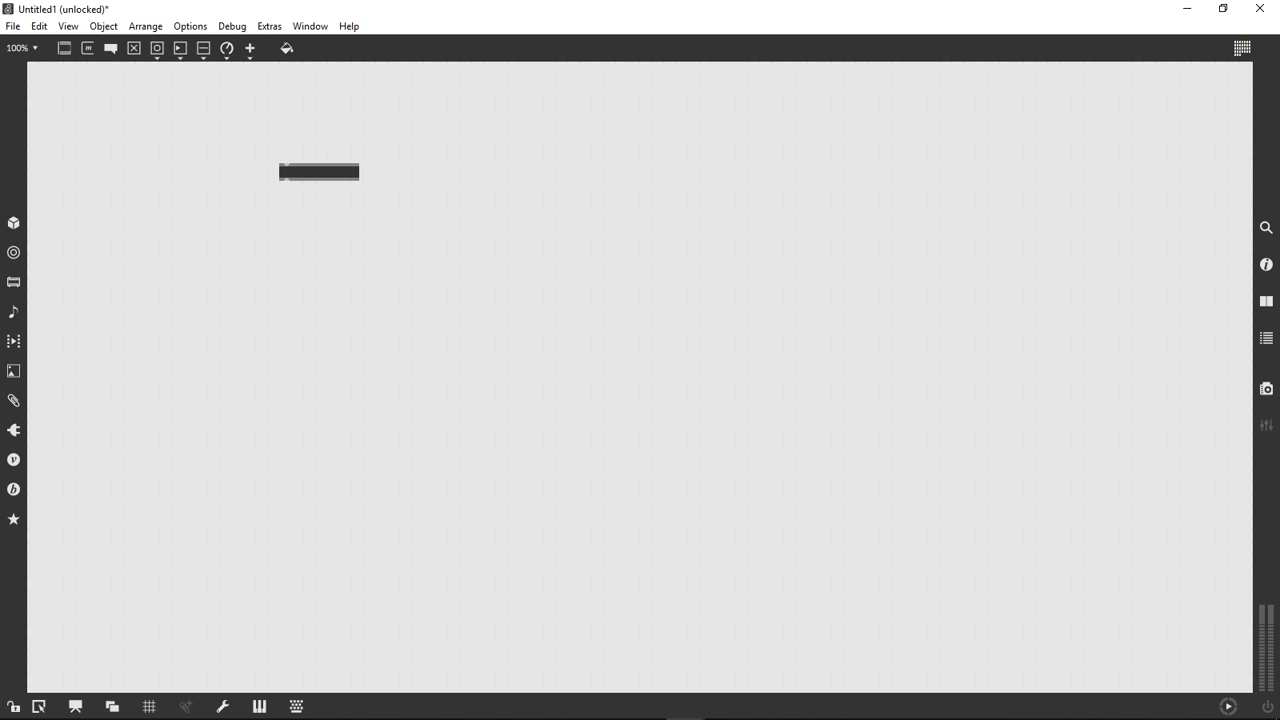 Untitled1 (unlocked)*
File Edit View Object Arrange Options Debug Extras Window Help
100%